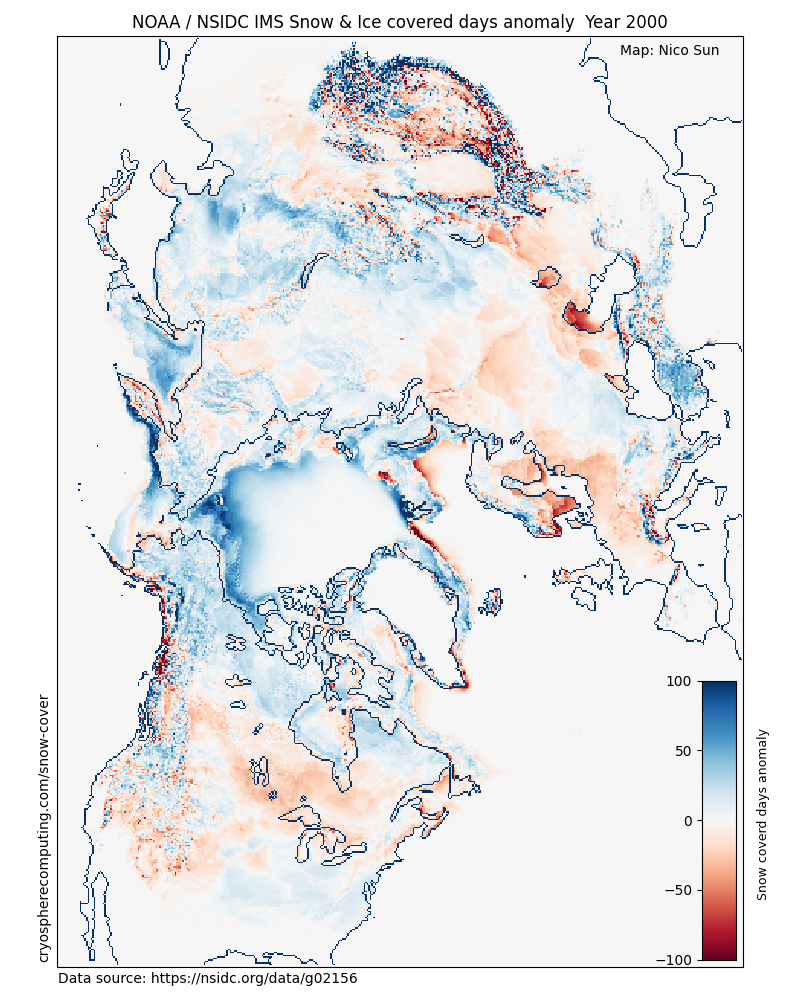 NOAA / NSIDC IMS Snow & Ice covered days anomaly  Year 2000
Map: Nico Sun
100
50
0
−50
−100
Snow coverd days anomaly
cryospherecomputing.com/snow-cover
Data source: https://nsidc.org/data/g02156